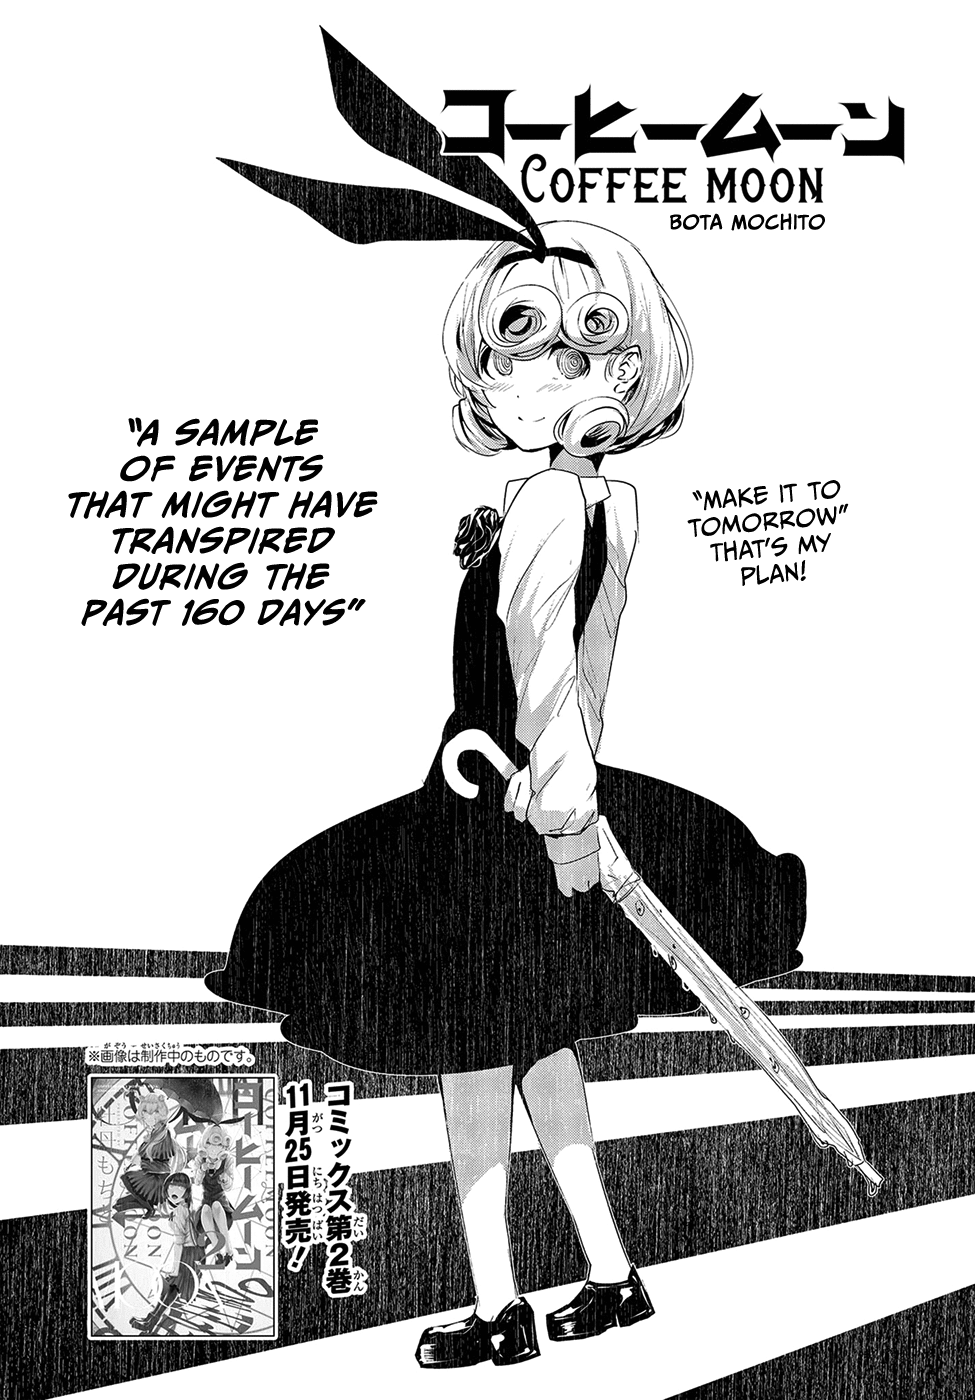 コーヒームーン
COFFEE MOON
BOTA MOCHITO
"A SAMPLE
OF EVENTS
THAT MIGHT HAVE
TRANSPIRED
DURING THE
PAST 160 DAYS"
"MAKE IT TO
TOMORROW"
THAT'S MY
PLAN!
※画像は制作中のものです。
コミックス第2巻
11月25日発売!